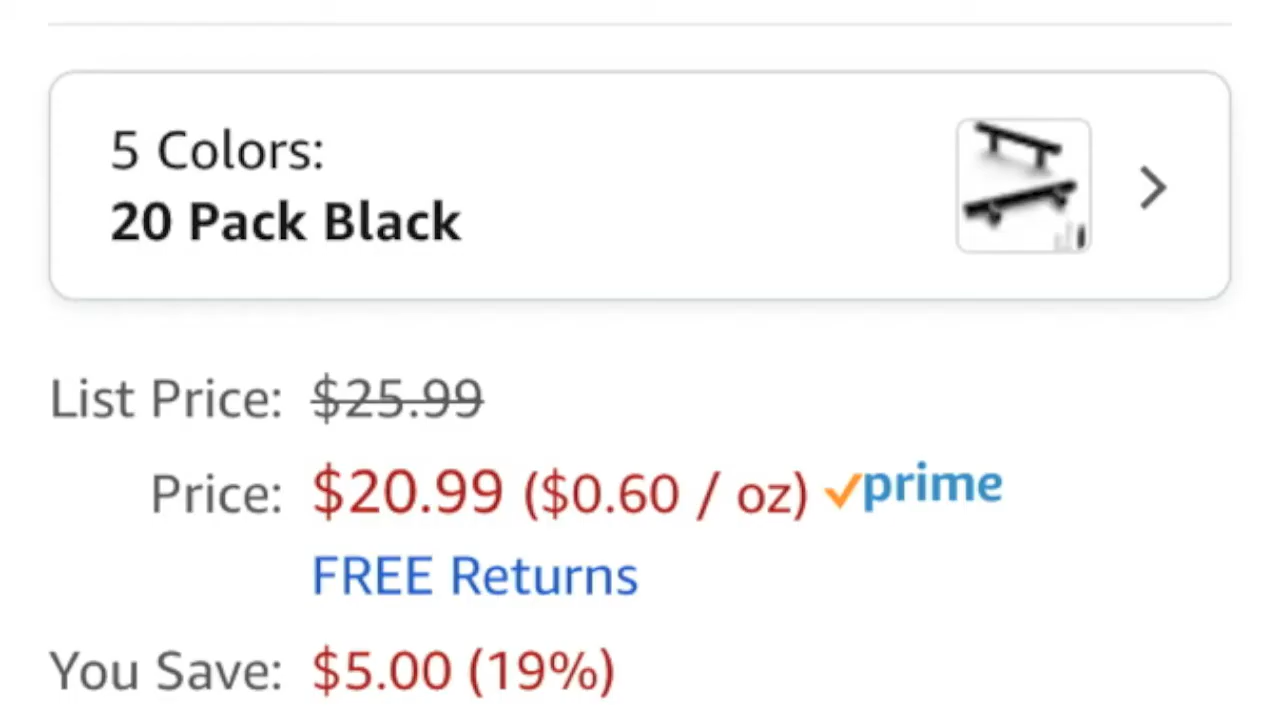 5 Colors:
20 Pack Black
List Price: $25.99
Price: $20.99 ($0.60 / oz) prime
FREE Returns
You Save: $5.00 (19%)